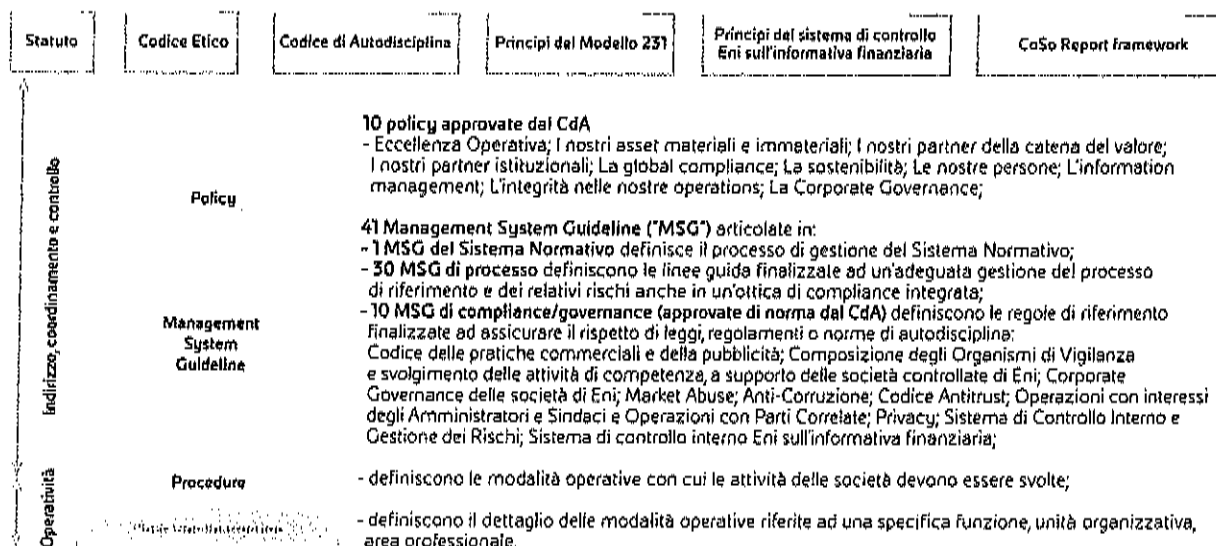 Statuto
Codice Etico
Codice di Autodisciplina
Principi del Modello 231
Principi del sistema di controllo
Eni sull'informativa finanziaria
CoSo Report framework
Indirizzo, coordinamento e controllo
Policy
10 policy approvate dal CdA
- Eccellenza Operativa; I nostri asset materiali e immateriali; I nostri partner della catena del valore;
I nostri partner istituzionali; La global compliance; La sostenibilità; Le nostre persone; L'information
management; L'integrità nelle nostre operations; La Corporate Governance;
Management
System
Guideline
41 Management System Guideline ("MSG") articolate in:
- 1 MSG del Sistema Normativo definisce il processo di gestione del Sistema Normativo;
- 30 MSG di processo definiscono le linee guida finalizzate ad un'adeguata gestione del processo
di riferimento e dei relativi rischi anche in un'ottica di compliance integrata;
- 10 MSG di compliance/governance (approvate di norma dal CdA) definiscono le regole di riferimento
finalizzate ad assicurare il rispetto di leggi, regolamenti o norme di autodisciplina:
Codice delle pratiche commerciali e della pubblicità; Composizione degli Organismi di Vigilanza
e svolgimento delle attività di competenza, a supporto delle società controllate di Eni; Corporate
Governance delle società di Eni; Market Abuse; Anti-Corruzione; Codice Antitrust; Operazioni con interessi
degli Amministratori e Sindaci e Operazioni con Parti Correlate; Privacy; Sistema di Controllo Interno e
Gestione dei Rischi; Sistema di controllo interno Eni sull'informativa finanziaria;
Operatività
Procedure
- definiscono le modalità operative con cui le attività delle società devono essere svolte;
- definiscono il dettaglio delle modalità operative riferite ad una specifica funzione, unità organizzativa,
area professionale.